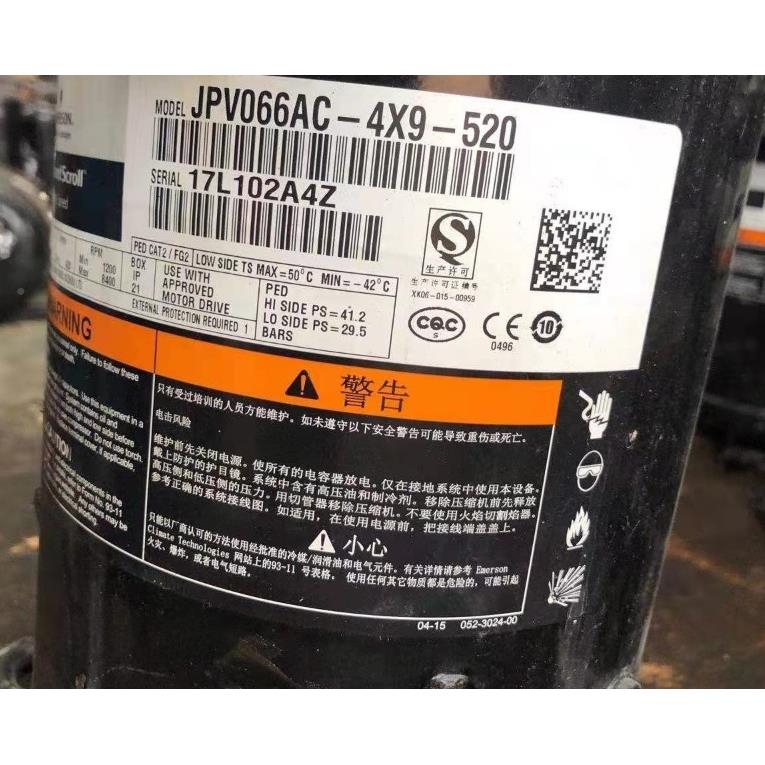 MODEL JPV066AC-4X9-520
SERIAL 17L102A4Z
RPM
Min 1200
Max 8400
BOX
IP
21
PED CAT2 / FG2
LOW SIDE TS MAX=50°C MIN= -42°C
USE WITH
APPROVED
MOTOR DRIVE
EXTERNAL PROTECTION REQUIRED 1
PED
HI SIDE PS=41.2
LO SIDE PS=29.5
BARS
S
生产许可
生产许可证编号
XK06-015-00959
CQC
S
CE
0496
10
警告
只有受过培训的人员方能维护。如未遵守以下安全警告可能导致重伤或死亡。
电击风险
维护前先关闭电源。使所有的电容器放电。仅在接地系统中使用本设备。
戴上防护的护目镜。系统中含有高压油和制冷剂。移除压缩机前先释放
高压侧和低压侧的压力。用切管器移除压缩机。不要使用火焰切割熔器。
参考正确的系统接线图。如适用，在使用电源前，把接线端盖盖上。
小心
只能以厂商认可的方法使用经批准的冷媒/润滑油和电气元件。有关详情请参考 Emerson
Climate Technologies 网站上的93-11 号表格。 使用任何其它物质都是危险的，可能引起
火灾、爆炸，或者电气短路。
04-15 052-3024-00
WARNING
only. Failure to follow these
CAUTION